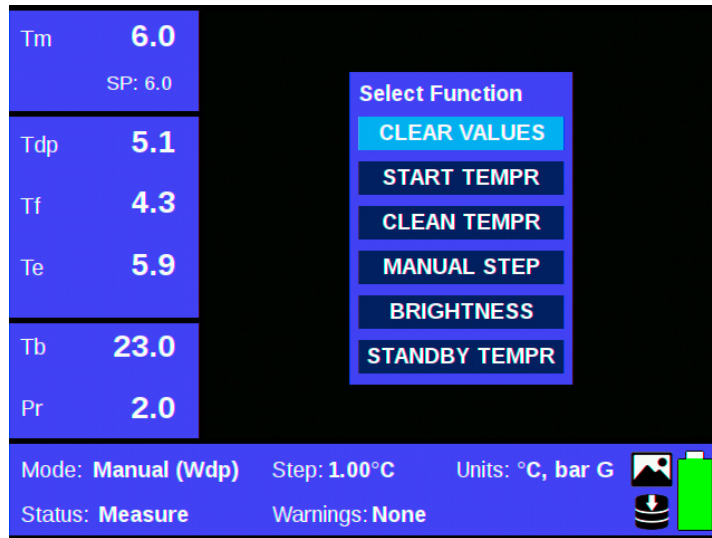 Tm 6.0
SP: 6.0
Tdp 5.1
Tf 4.3
Te 5.9
Tb 23.0
Pr 2.0
Select Function
CLEAR VALUES
START TEMPR
CLEAN TEMPR
MANUAL STEP
BRIGHTNESS
STANDBY TEMPR
Mode: Manual (Wdp) Step: 1.00°C Units: °C, bar G
Status: Measure Warnings: None